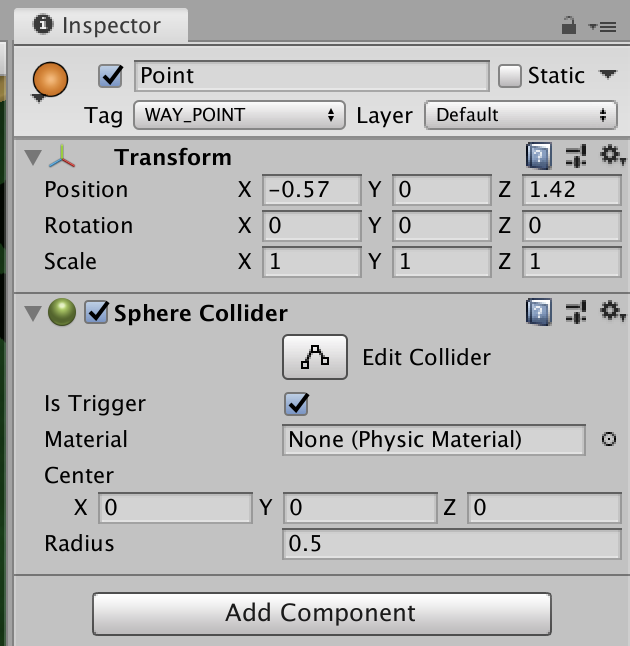 Inspector
Point Static
Tag WAY_POINT Layer Default
Transform
Position X -0.57 Y 0 Z 1.42
Rotation X 0 Y 0 Z 0
Scale X 1 Y 1 Z 1
Sphere Collider
Edit Collider
Is Trigger
Material None (Physic Material)
Center
X 0 Y 0 Z 0
Radius 0.5
Add Component